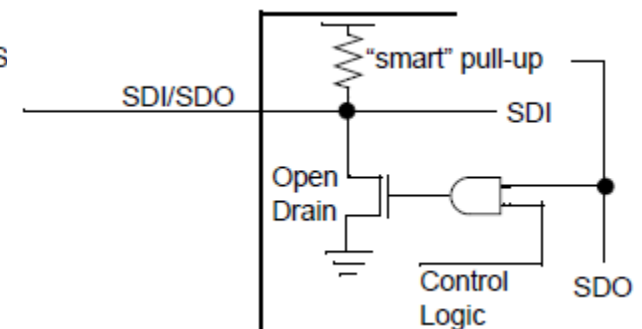 S
"smart" pull-up
SDI/SDO
SDI
Open
Drain
Control
Logic
SDO